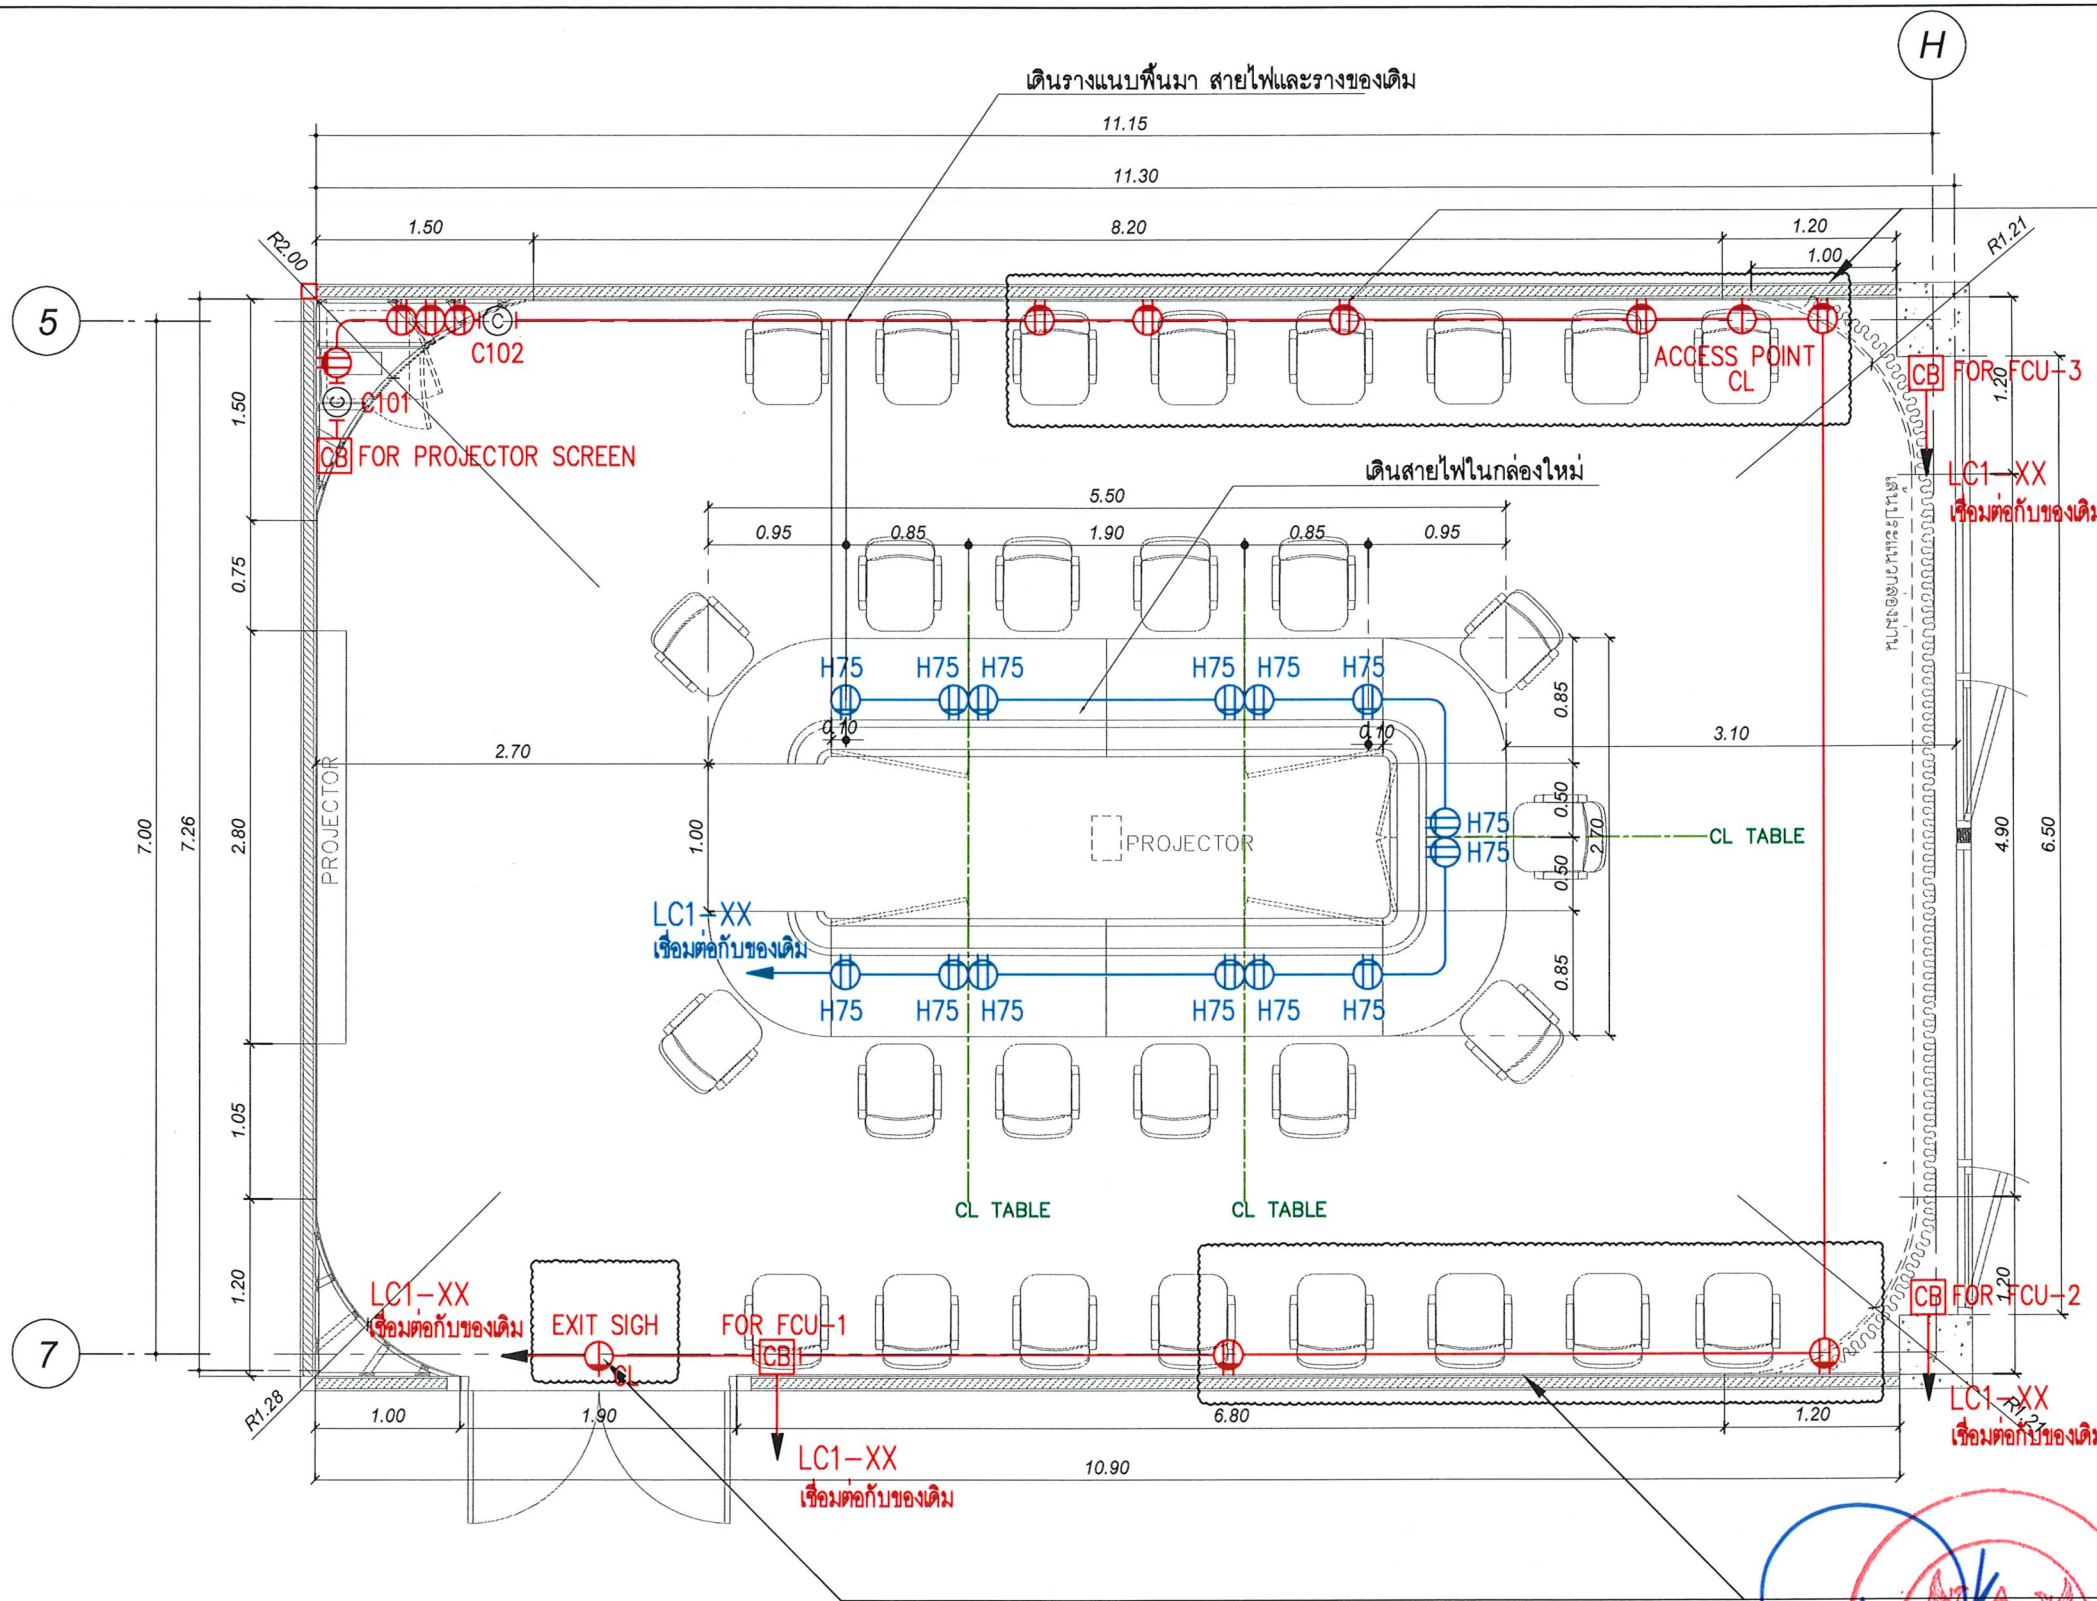 H
เดินรางแนบพื้นมา สายไฟและรางของเดิม
11.15
11.30
1.50
8.20
1.20
1.00
R2.00
R1.21
5
C102
ACCESS POINT
CL
CB FOR FCU-3
1.20
C101
CB FOR PROJECTOR SCREEN
1.50
LC1-XX
เชื่อมต่อกับของเดิม
เดินสายไฟในกล่องใหม่
5.50
0.95
0.85
1.90
0.85
0.95
0.75
H75
H75
H75
H75
H75
H75
0.10
0.10
0.85
2.70
3.10
PROJECTOR
7.00
7.26
2.80
1.00
PROJECTOR
H75
H75
0.50
0.50
2.70
CL TABLE
4.90
6.50
LC1-XX
เชื่อมต่อกับของเดิม
0.85
H75
H75
H75
H75
H75
H75
1.05
CL TABLE
CL TABLE
1.20
LC1-XX
เชื่อมต่อกับของเดิม
EXIT SIGH
CL
FOR FCU-1
CB1
CB FOR FCU-2
1.20
7
R1.28
1.00
1.90
6.80
1.20
R1.21
LC1-XX
เชื่อมต่อกับของเดิม
LC1-XX
เชื่อมต่อกับของเดิม
10.90